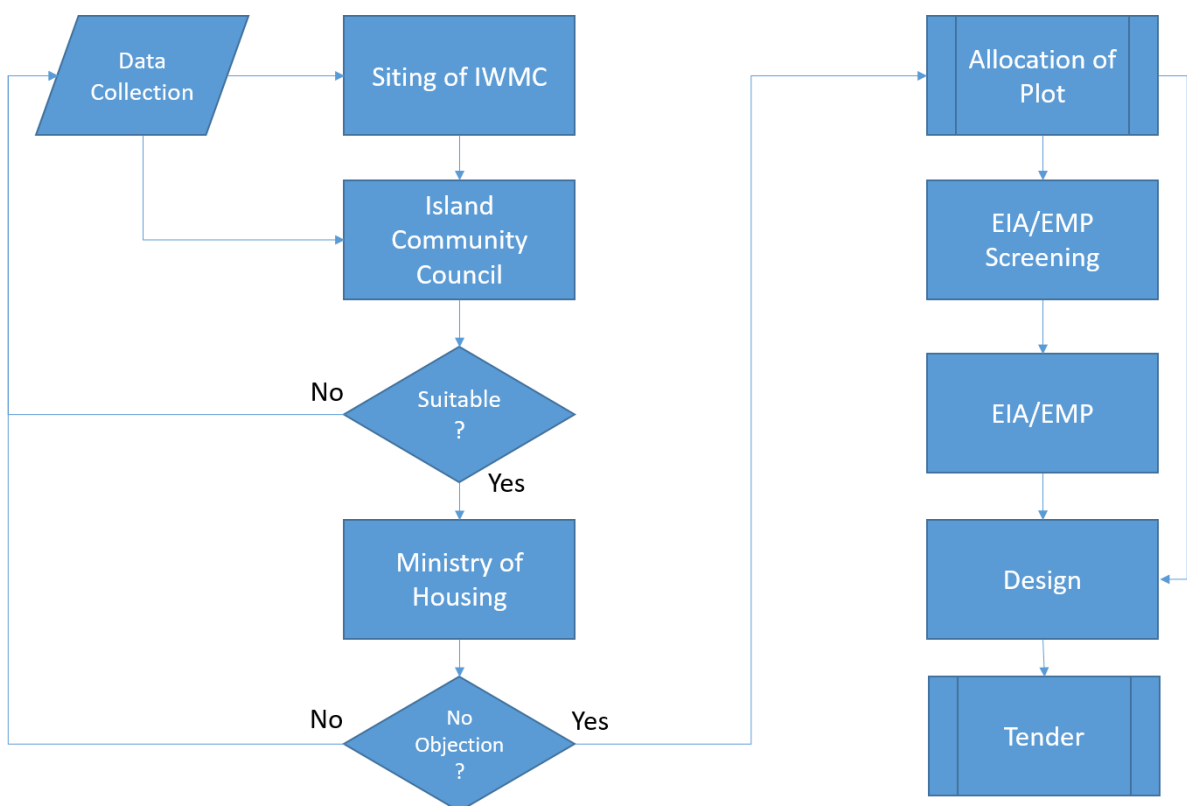 Data
Collection
Siting of IWMC
Island
Community
Council
No
Suitable
?
Yes
Ministry of
Housing
No
No
Objection
?
Yes
Allocation of
Plot
EIA/EMP
Screening
EIA/EMP
Design
Tender